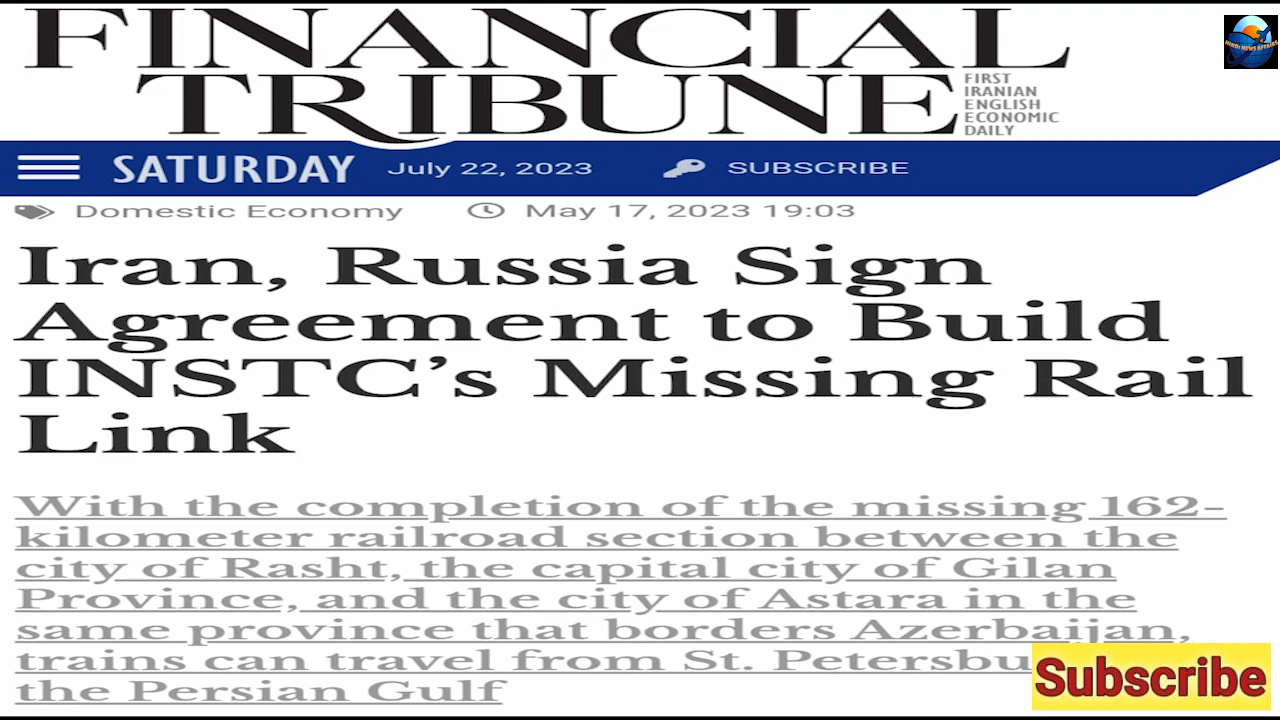 FINANCIAL
TRIBUNE
FIRST
IRANIAN
ENGLISH
ECONOMIC
DAILY
HINDI NEWS AFFAIRS
SATURDAY July 22, 2023 SUBSCRIBE
Domestic Economy May 17, 2023 19:03
Iran, Russia Sign
Agreement to Build
INSTC’s Missing Rail
Link
With the completion of the missing 162-
kilometer railroad section between the
city of Rasht, the capital city of Gilan
Province, and the city of Astara in the
same province that borders Azerbaijan,
trains can travel from St.
the Persian Gulf
Subscribe